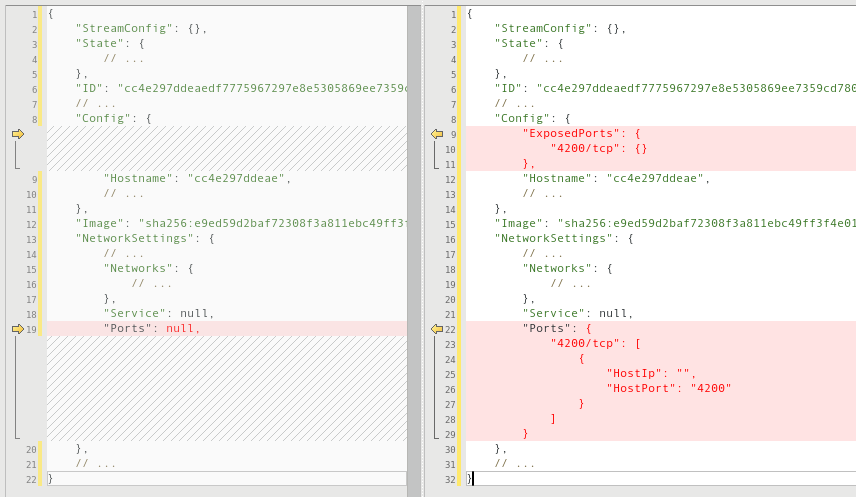 1 {
2 "StreamConfig": {},
3 "State": {
4 // ...
5 },
6 "ID": "cc4e297ddeaedf7775967297e8e5305869ee7359c
7 // ...
8 "Config": {
9 "Hostname": "cc4e297ddeae",
10 // ...
11 },
12 "Image": "sha256:e9ed59d2baf72308f3a811ebc49ff3f
13 "NetworkSettings": {
14 // ...
15 "Networks": {
16 // ...
17 },
18 "Service": null,
19 "Ports": null,
20 },
21 // ...
22 }
1 {
2 "StreamConfig": {},
3 "State": {
4 // ...
5 },
6 "ID": "cc4e297ddeaedf7775967297e8e5305869ee7359cd780
7 // ...
8 "Config": {
9 "ExposedPorts": {
10 "4200/tcp": {}
11 },
12 "Hostname": "cc4e297ddeae",
13 // ...
14 },
15 "Image": "sha256:e9ed59d2baf72308f3a811ebc49ff3f4e01
16 "NetworkSettings": {
17 // ...
18 "Networks": {
19 // ...
20 },
21 "Service": null,
22 "Ports": {
23 "4200/tcp": [
24 {
25 "HostIp": "",
26 "HostPort": "4200"
27 }
28 ]
29 }
30 },
31 // ...
32 }